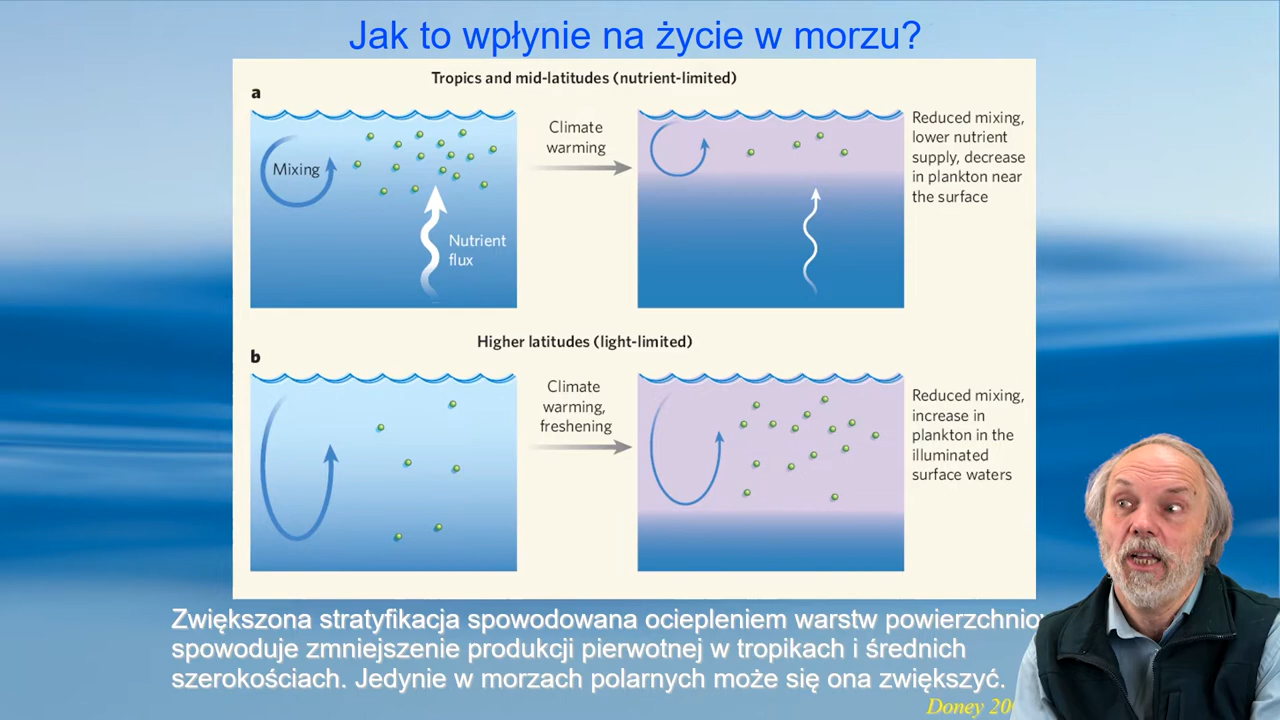 Jak to wpłynie na życie w morzu?
Tropics and mid-latitudes (nutrient-limited)
a
Mixing
Nutrient
flux
Climate
warming
Reduced mixing,
lower nutrient
supply, decrease
in plankton near
the surface
Higher latitudes (light-limited)
b
Climate
warming,
freshening
Reduced mixing,
increase in
plankton in the
illuminated
surface waters
Zwiększona stratyfikacja spowodowana ociepleniem warstw
spowoduje zmniejszenie produkcji pierwotnej w tropikach i średnich
szerokościach. Jedynie w morzach polarnych może się ona zwiększyć.
Doney